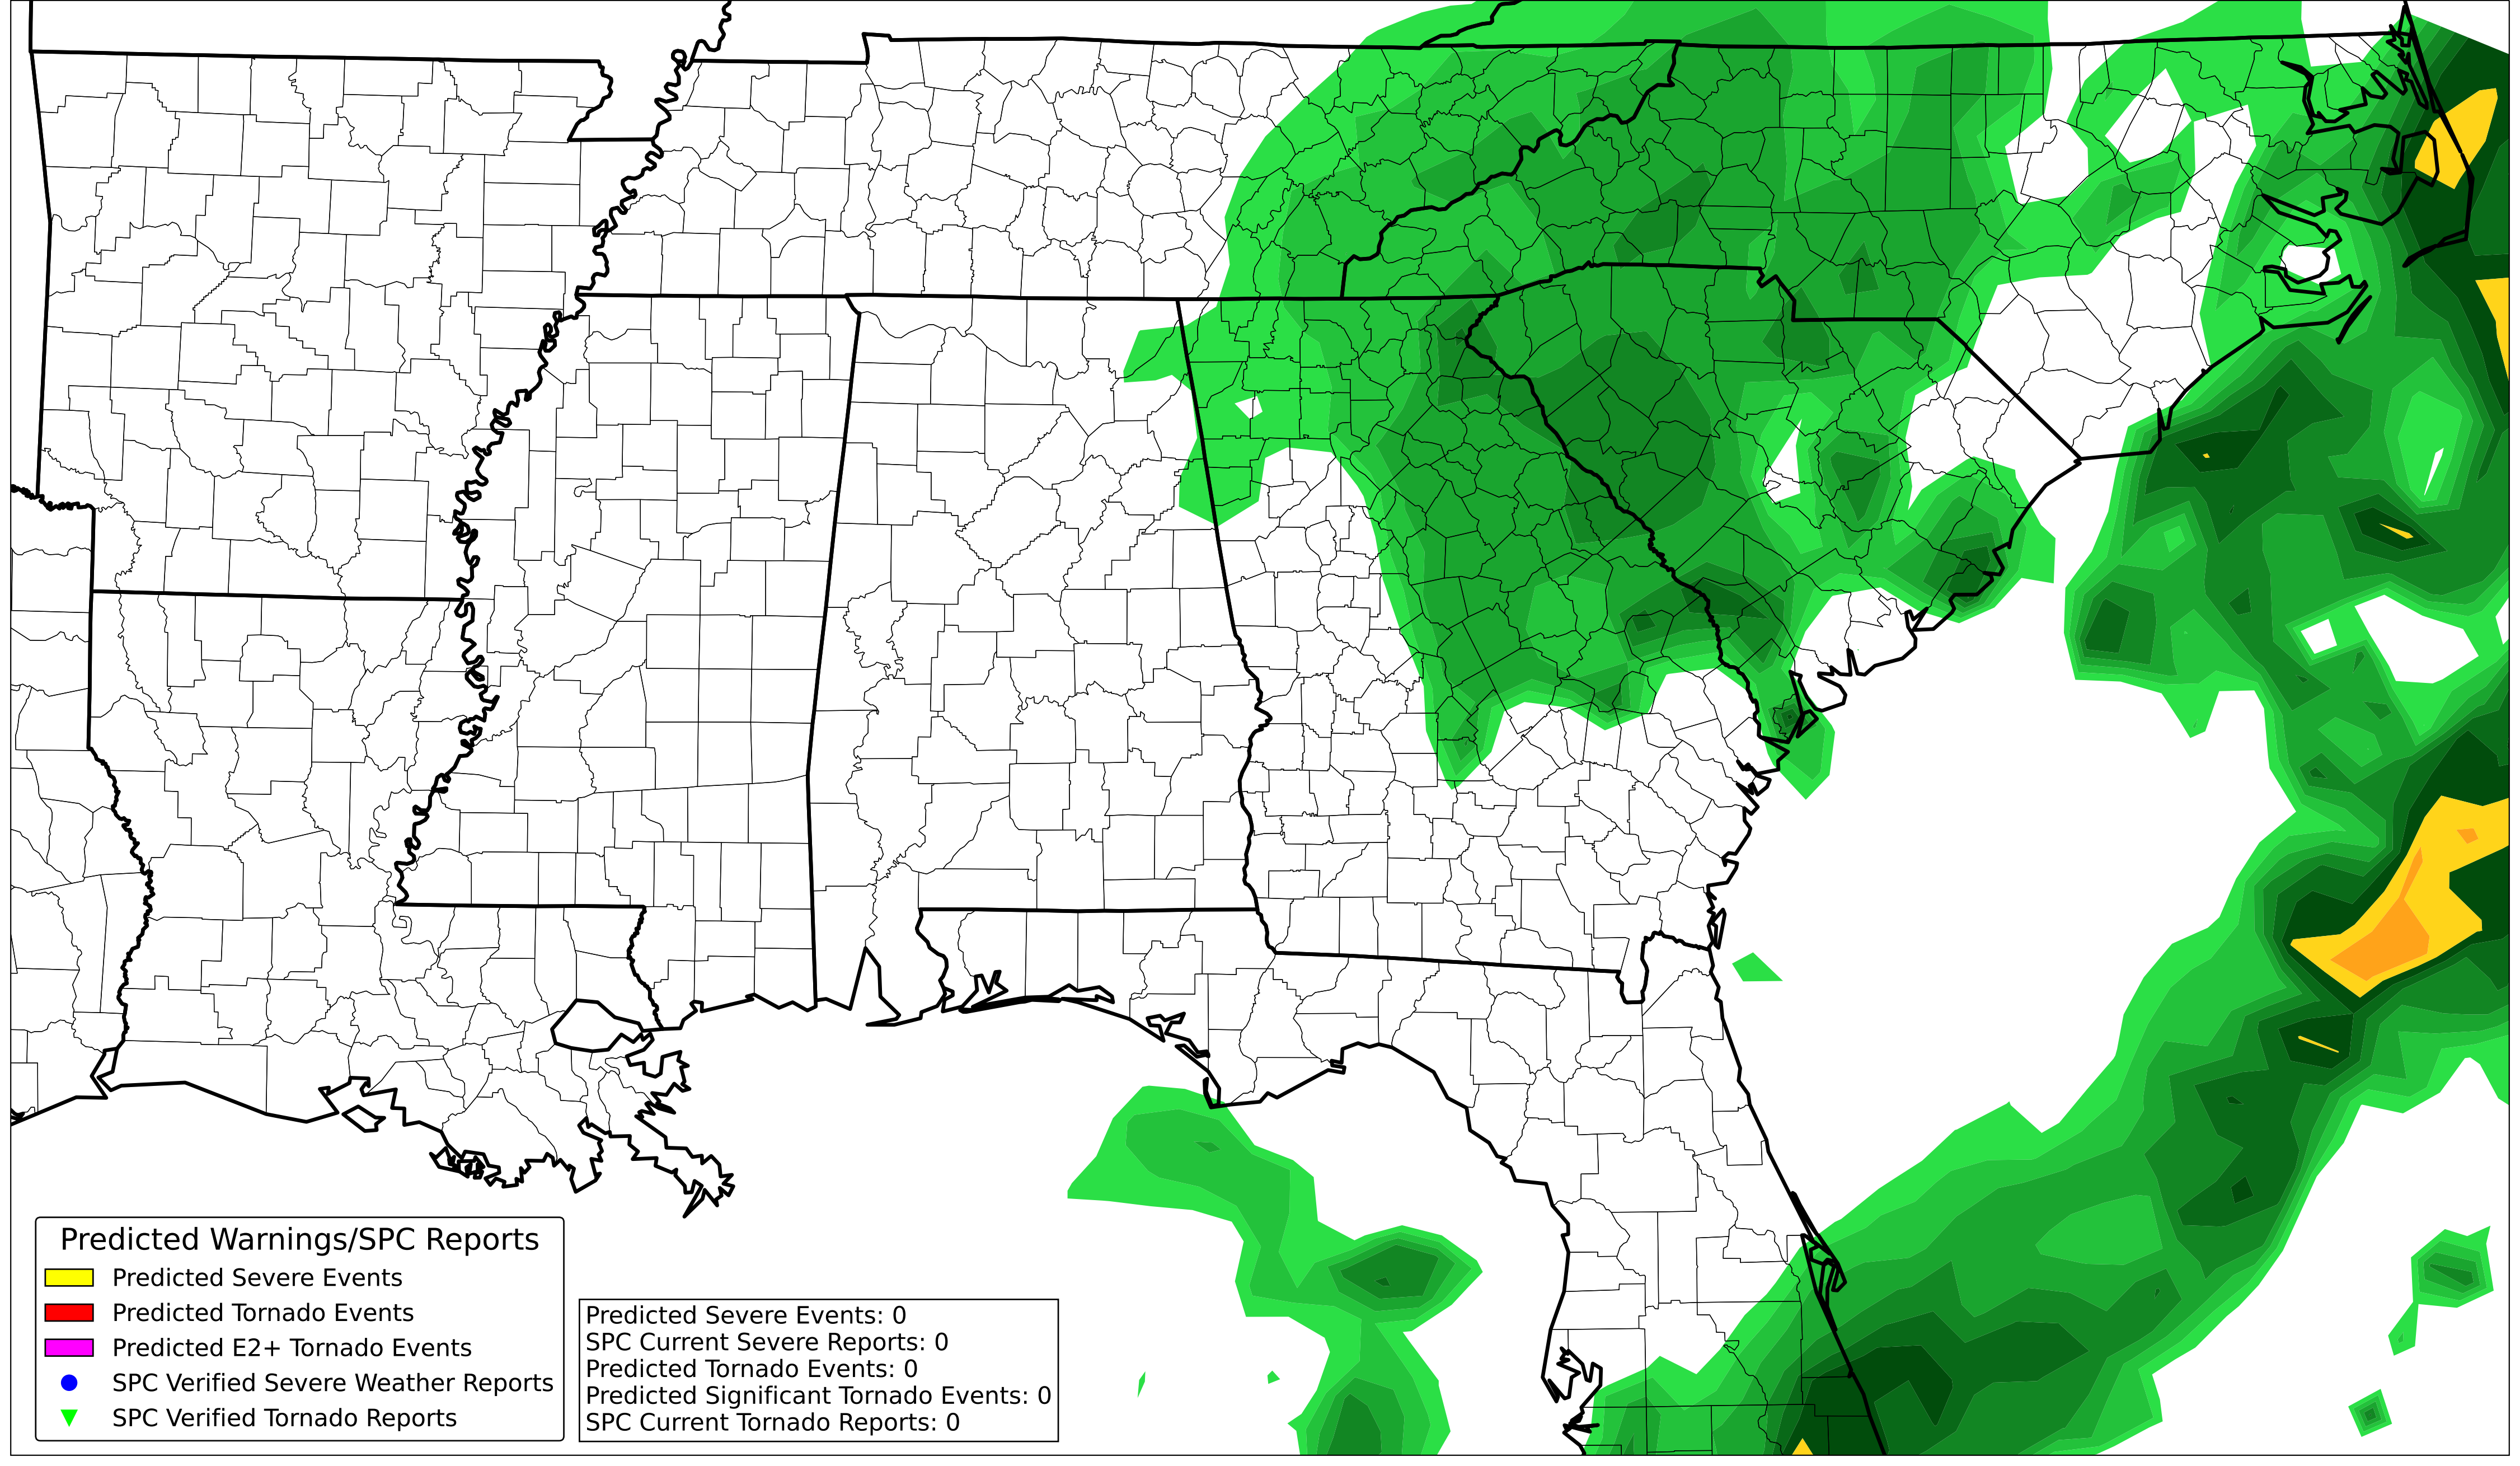 Predicted Warnings/SPC Reports
Predicted Severe Events
Predicted Tornado Events
Predicted E2+ Tornado Events
SPC Verified Severe Weather Reports
SPC Verified Tornado Reports
Predicted Severe Events: 0
SPC Current Severe Reports: 0
Predicted Tornado Events: 0
Predicted Significant Tornado Events: 0
SPC Current Tornado Reports: 0